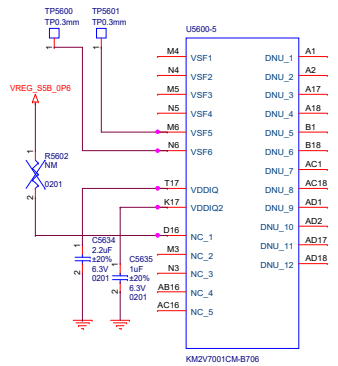 TP5600 TP5601
TP0.3mm TP0.3mm
1 1
U5600-5
VREG_S5B_0P6
M4 VSF1 DNU_1 A1
N4 VSF2 DNU_2 A2
M5 VSF3 DNU_3 A17
N5 VSF4 DNU_4 A18
M6 VSF5 DNU_5 B1
N6 VSF6 DNU_6 B18
DNU_7 AC1
T17 VDDIQ DNU_8 AC18
K17 VDDIQ2 DNU_9 AD1
DNU_10 AD2
D16 NC_1 DNU_11 AD17
M3 NC_2 DNU_12 AD18
N3 NC_3
AB16 NC_4
AC16 NC_5
1
R5602
NM
0201
2
1
C5634
2.2uF
±20%
6.3V
0201
2
1
C5635
1uF
±20%
6.3V
0201
2
KM2V7001CM-B706